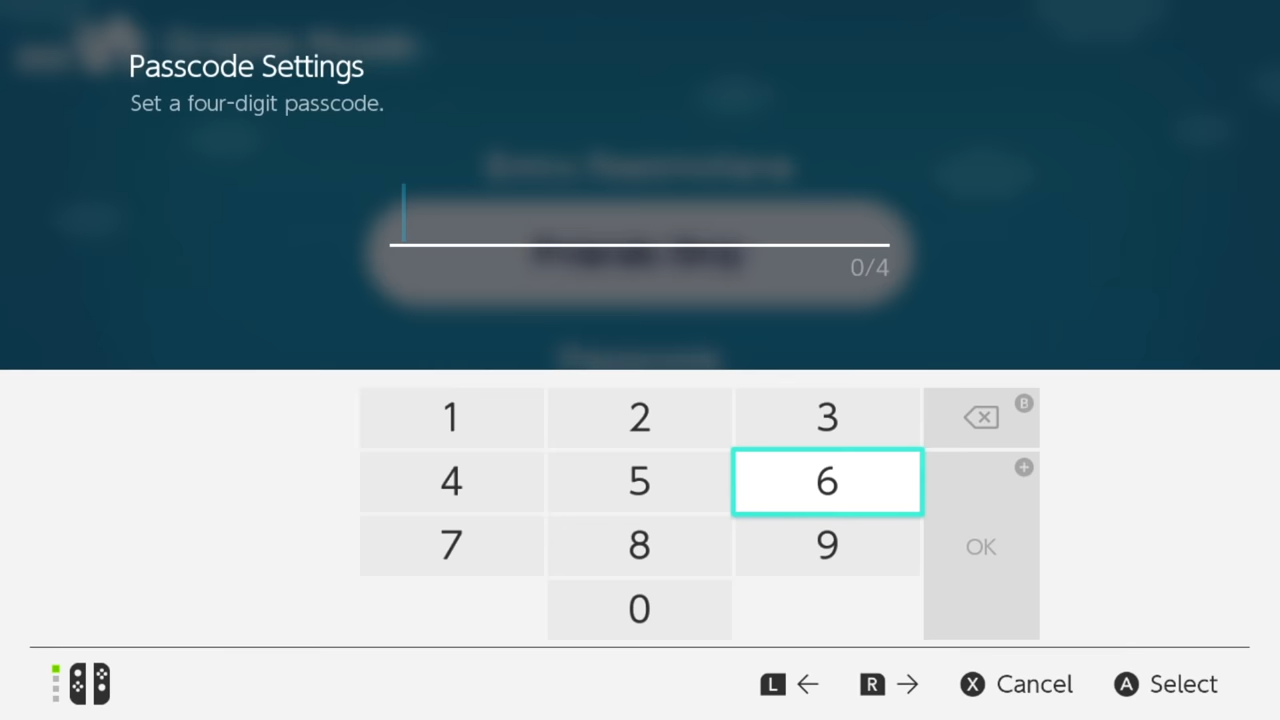 Passcode Settings
Set a four-digit passcode.
0/4
1 2 3 B
4 5 6 +
7 8 9 OK
0
L ← R → X Cancel A Select